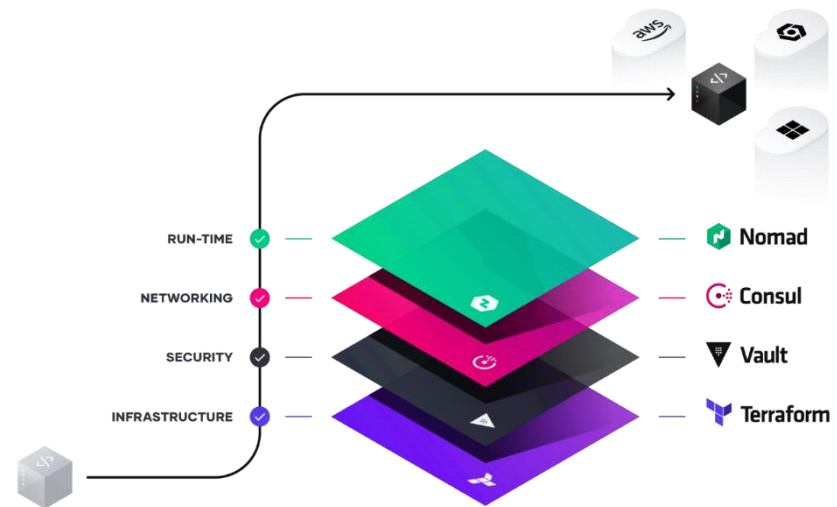 aws
</>
RUN-TIME
Nomad
NETWORKING
Consul
SECURITY
Vault
INFRASTRUCTURE
Terraform
</>